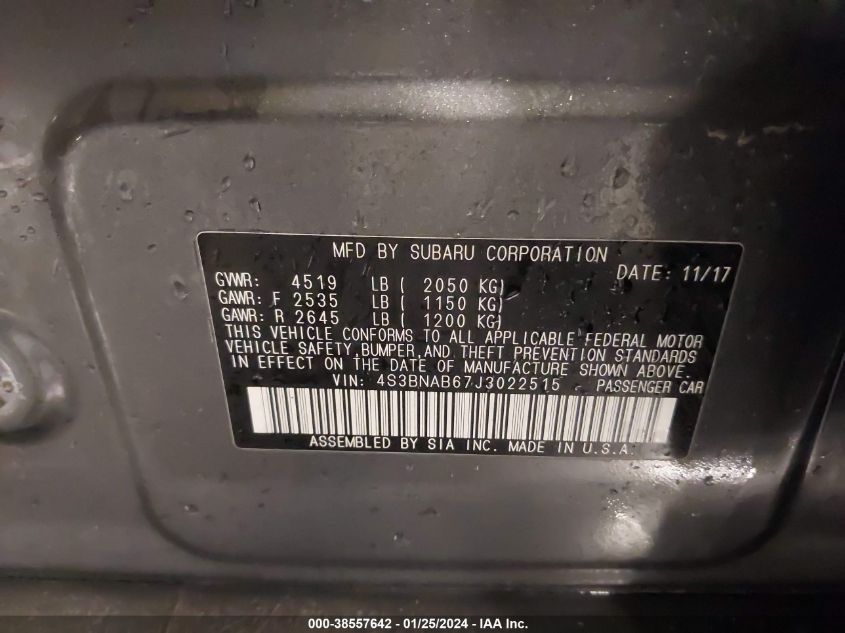 MFD BY SUBARU CORPORATION
DATE: 11/17
GVWR: 4519 LB ( 2050 KG)
GAWR: F 2535 LB ( 1150 KG)
GAWR: R 2645 LB ( 1200 KG)
THIS VEHICLE CONFORMS TO ALL APPLICABLE FEDERAL MOTOR
VEHICLE SAFETY, BUMPER, AND THEFT PREVENTION STANDARDS
IN EFFECT ON THE DATE OF MANUFACTURE SHOWN ABOVE.
VIN: 4S3BNAB67J3022515 PASSENGER CAR
ASSEMBLED BY SIA INC. MADE IN U.S.A.
000-38557642 - 01/25/2024 - IAA Inc.